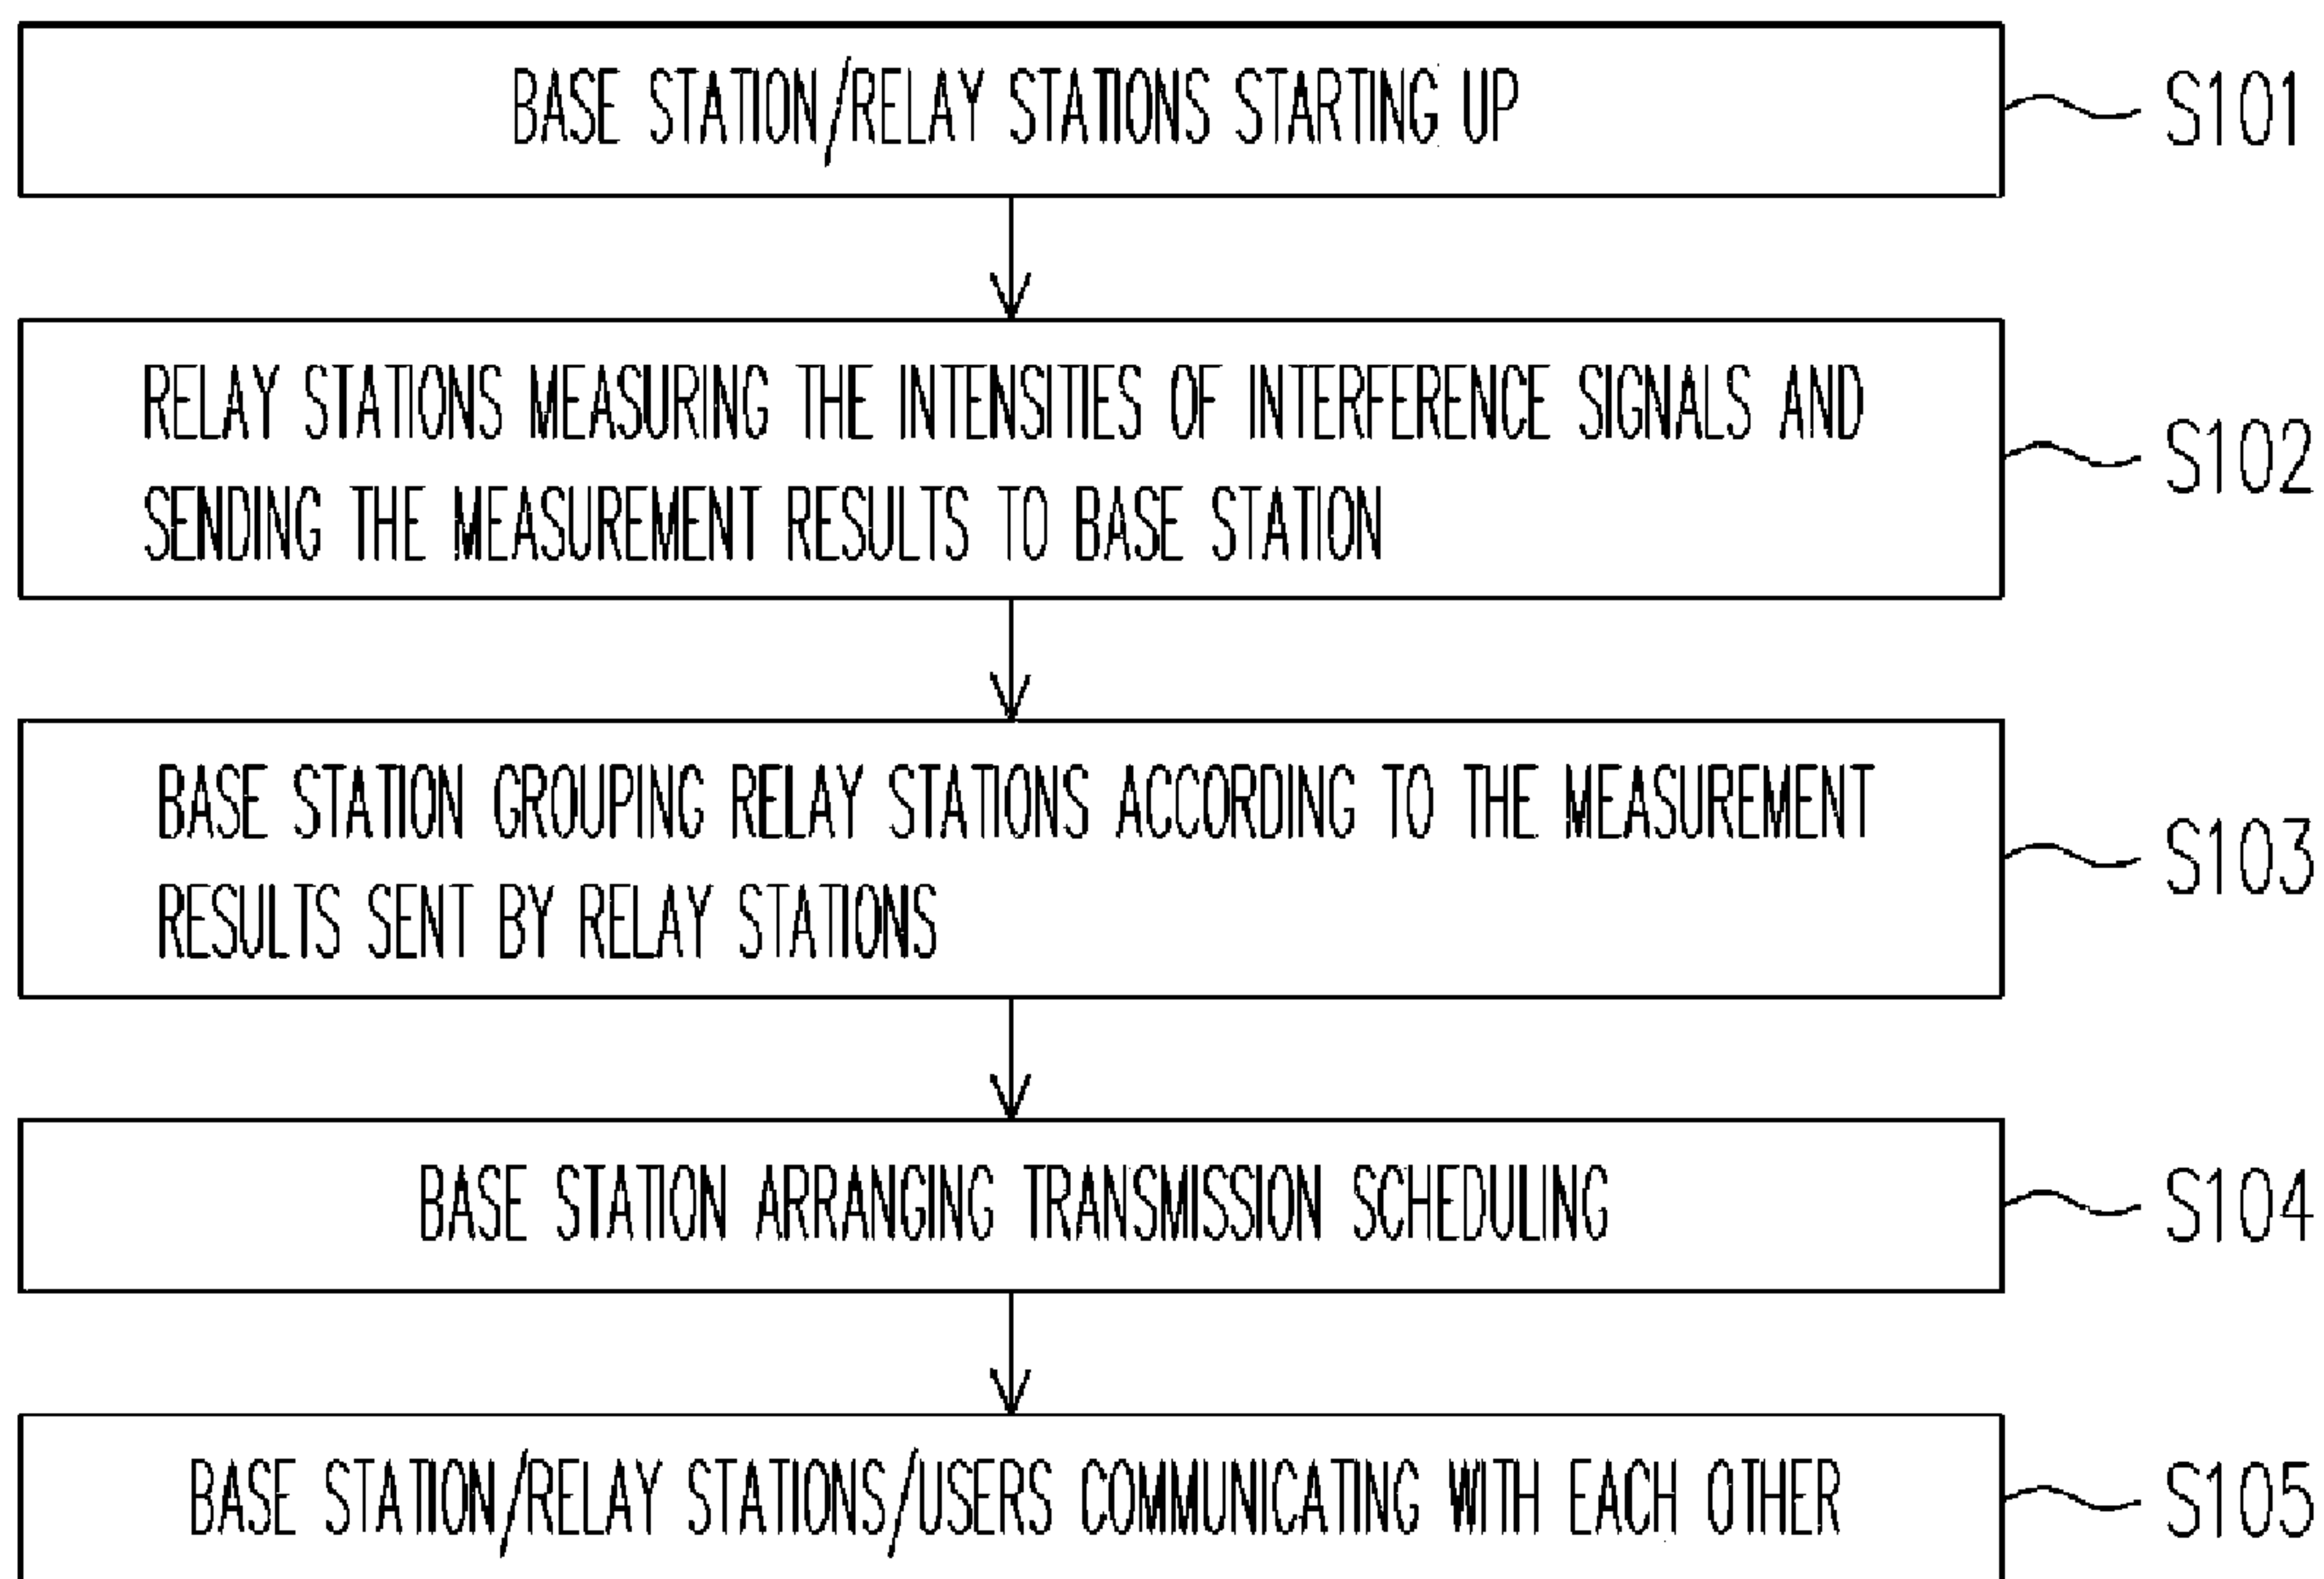 BASE STATION/RELAY STATIONS STARTING UP
S101
RELAY STATIONS MEASURING THE INTENSITIES OF INTERFERENCE SIGNALS AND
SENDING THE MEASUREMENT RESULTS TO BASE STATION
S102
BASE STATION GROUPING RELAY STATIONS ACCORDING TO THE MEASUREMENT
RESULTS SENT BY RELAY STATIONS
S103
BASE STATION ARRANGING TRANSMISSION SCHEDULING
S104
BASE STATION/RELAY STATIONS/USERS COMMUNICATING WITH EACH OTHER
S105